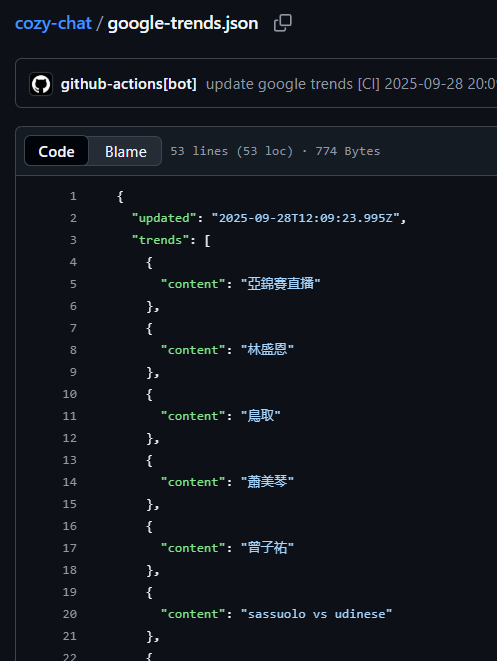 cozy-chat / google-trends.json
github-actions[bot] update google trends [CI] 2025-09-28 20:0
Code Blame 53 lines (53 loc) · 774 Bytes
1 {
2 "updated": "2025-09-28T12:09:23.995Z",
3 "trends": [
4 {
5 "content": "亞錦賽直播"
6 },
7 {
8 "content": "林盛恩"
9 },
10 {
11 "content": "鳥取"
12 },
13 {
14 "content": "蕭美琴"
15 },
16 {
17 "content": "曾子祐"
18 },
19 {
20 "content": "sassuolo vs udinese"
21 },
22 {